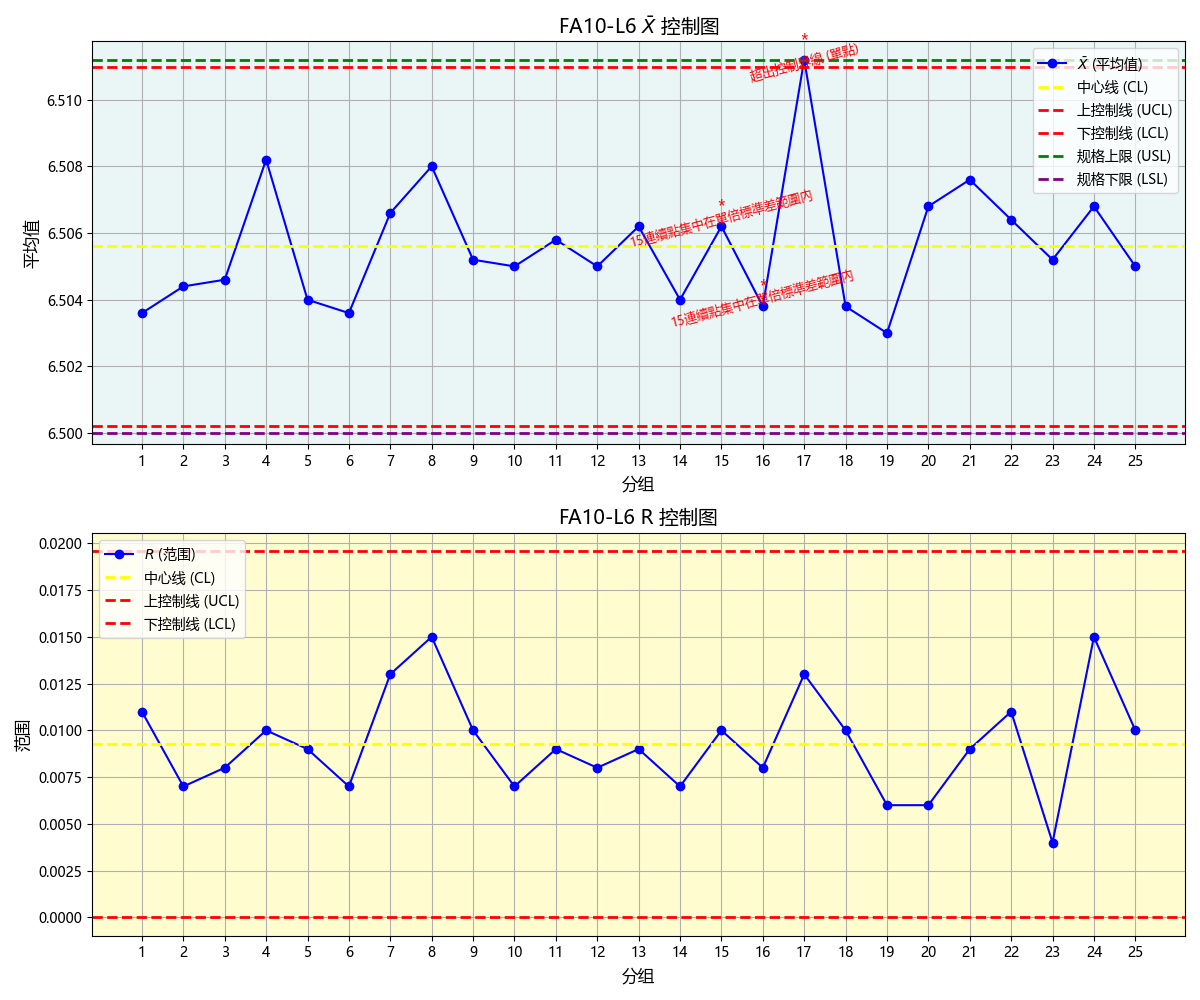 FA10-L6 X̄ 控制图
平均值
6.510
6.508
6.506
6.504
6.502
6.500
*
超出控制界線 (單點)
*
15連續點集中在單倍標準差範圍內
*
15連續點集中在單倍標準差範圍內
X̄ (平均值)
中心线 (CL)
上控制线 (UCL)
下控制线 (LCL)
规格上限 (USL)
规格下限 (LSL)
1 2 3 4 5 6 7 8 9 10 11 12 13 14 15 16 17 18 19 20 21 22 23 24 25
分组
FA10-L6 R 控制图
范围
0.0200
0.0175
0.0150
0.0125
0.0100
0.0075
0.0050
0.0025
0.0000
R (范围)
中心线 (CL)
上控制线 (UCL)
下控制线 (LCL)
1 2 3 4 5 6 7 8 9 10 11 12 13 14 15 16 17 18 19 20 21 22 23 24 25
分组